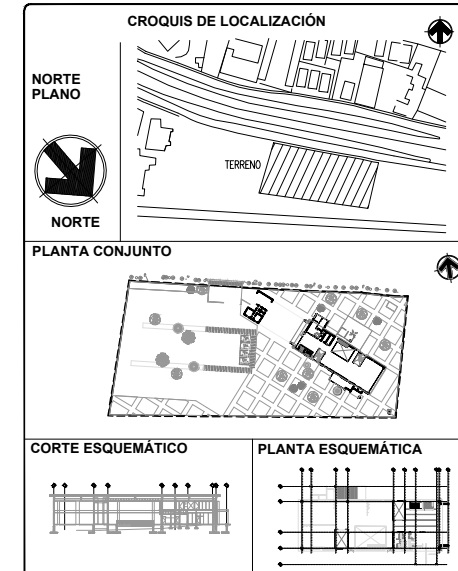 CROQUIS DE LOCALIZACIÓN
NORTE
PLANO
TERRENO
NORTE
PLANTA CONJUNTO
CORTE ESQUEMÁTICO
PLANTA ESQUEMÁTICA